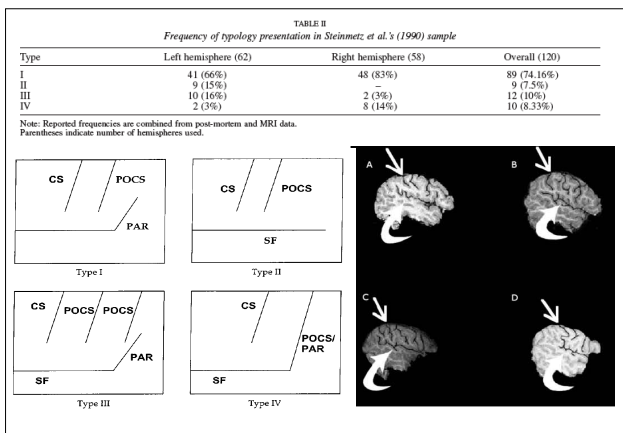 TABLE II
Frequency of typology presentation in Steinmetz et al.'s (1990) sample
Type Left hemisphere (62) Right hemisphere (58) Overall (120)
I 41 (66%) 48 (83%) 89 (74.16%)
II 9 (15%) – 9 (7.5%)
III 10 (16%) 2 (3%) 12 (10%)
IV 2 (3%) 8 (14%) 10 (8.33%)
Note: Reported frequencies are combined from post-mortem and MRI data.
Parentheses indicate number of hemispheres used.
CS POCS
PAR
Type I
CS POCS
SF
Type II
CS POCS POCS
PAR
SF
Type III
CS
POCS/
PAR
SF
Type IV
A B
C D